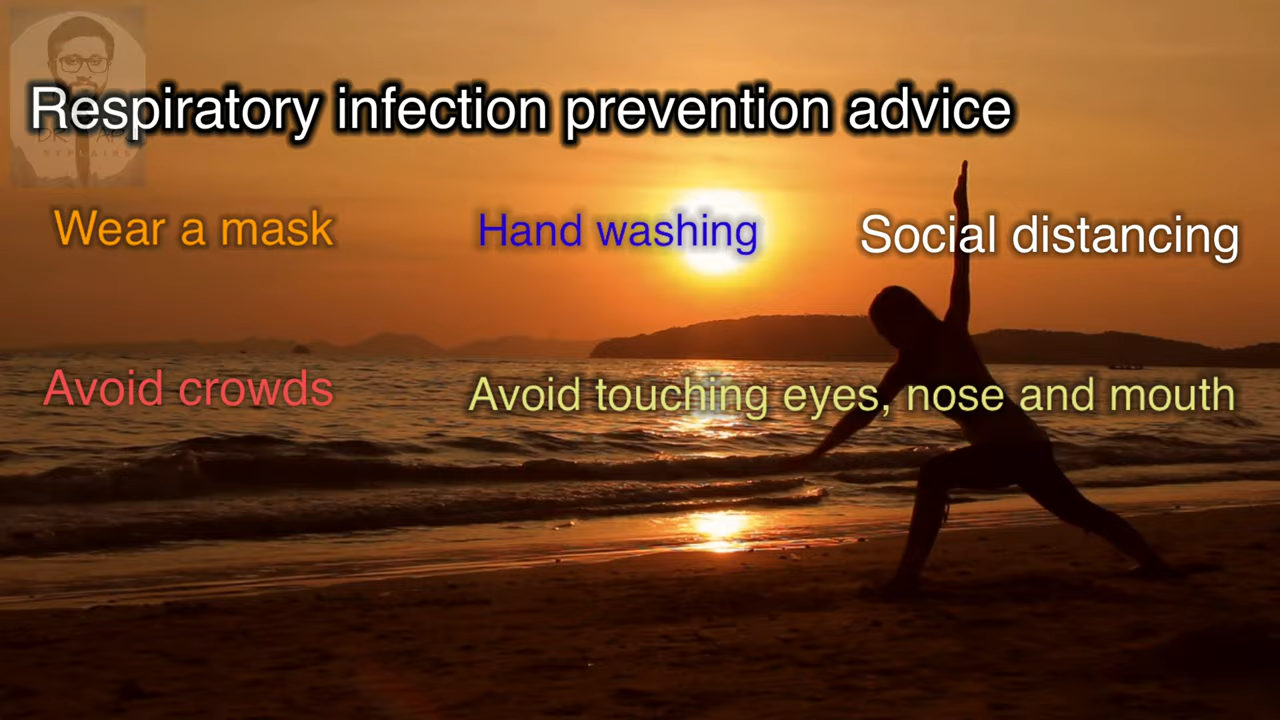 Respiratory infection prevention advice
Wear a mask
Hand washing
Social distancing
Avoid crowds
Avoid touching eyes, nose and mouth